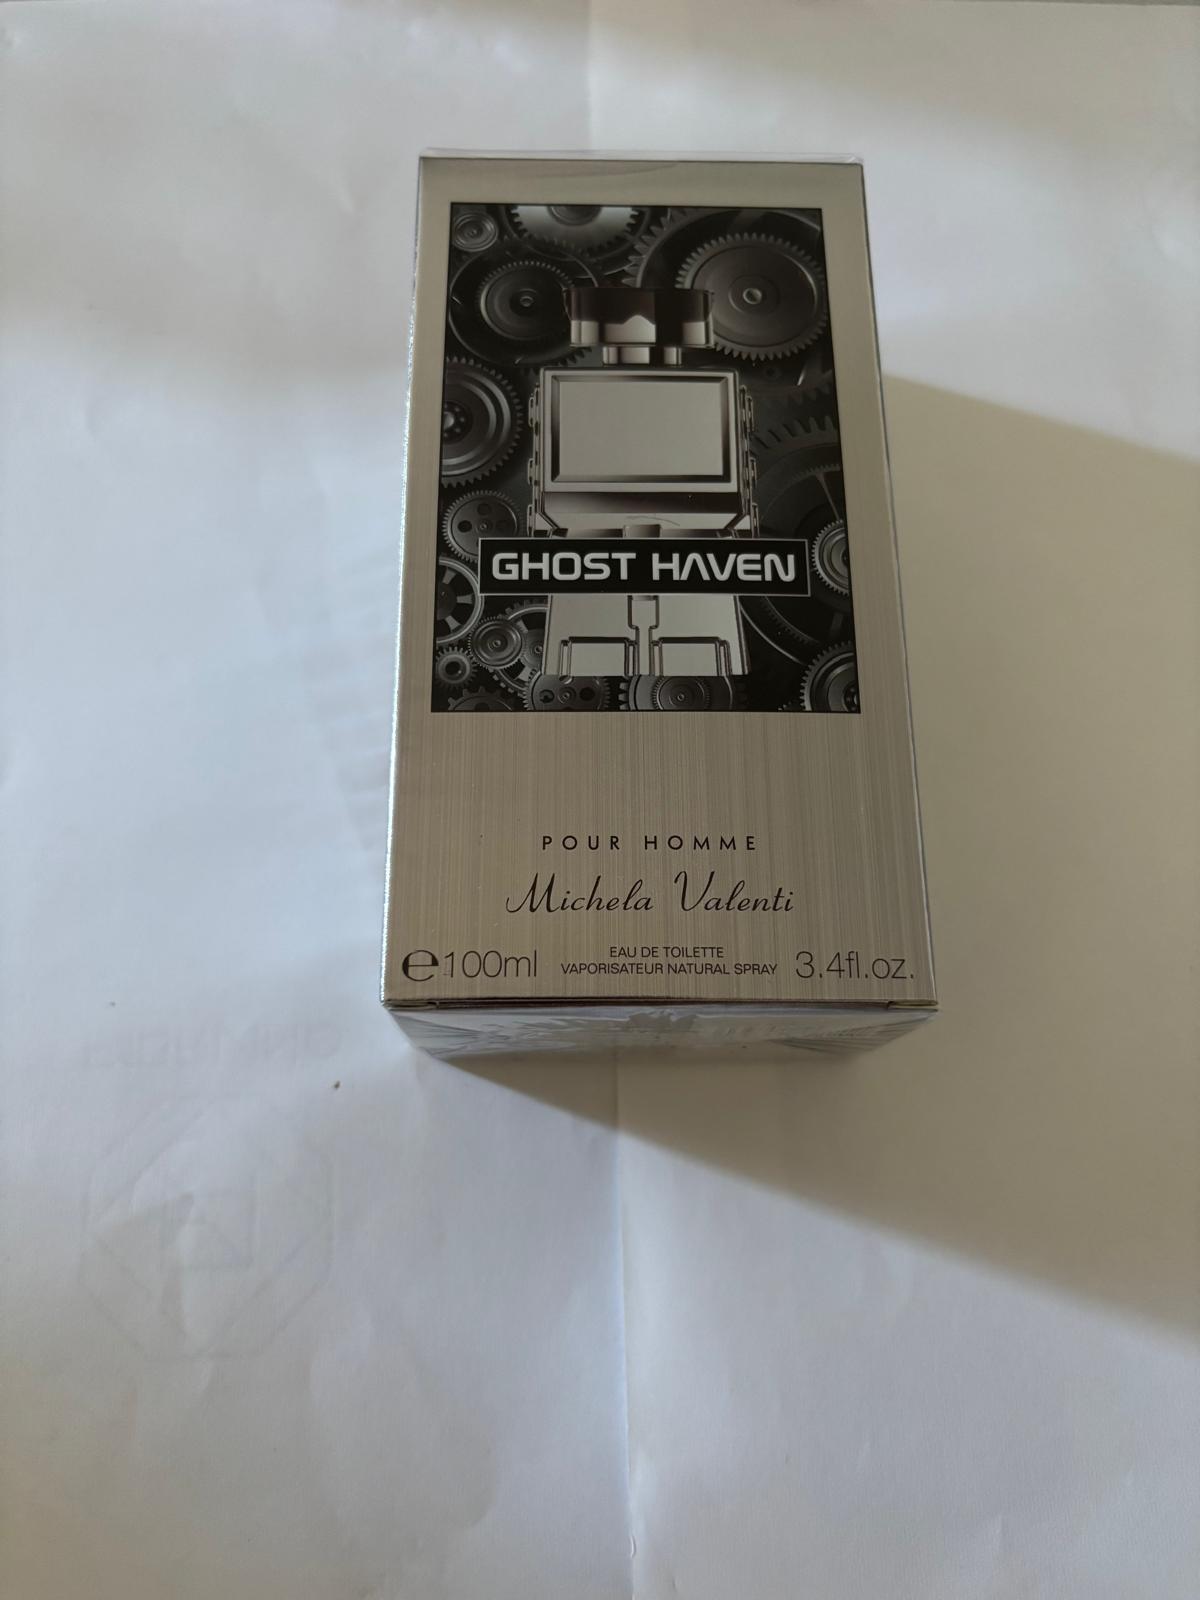 GHOST HAVEN
POUR HOMME
Michela Valenti
℮100ml
EAU DE TOILETTE
VAPORISATEUR NATURAL SPRAY
3.4fl.oz.